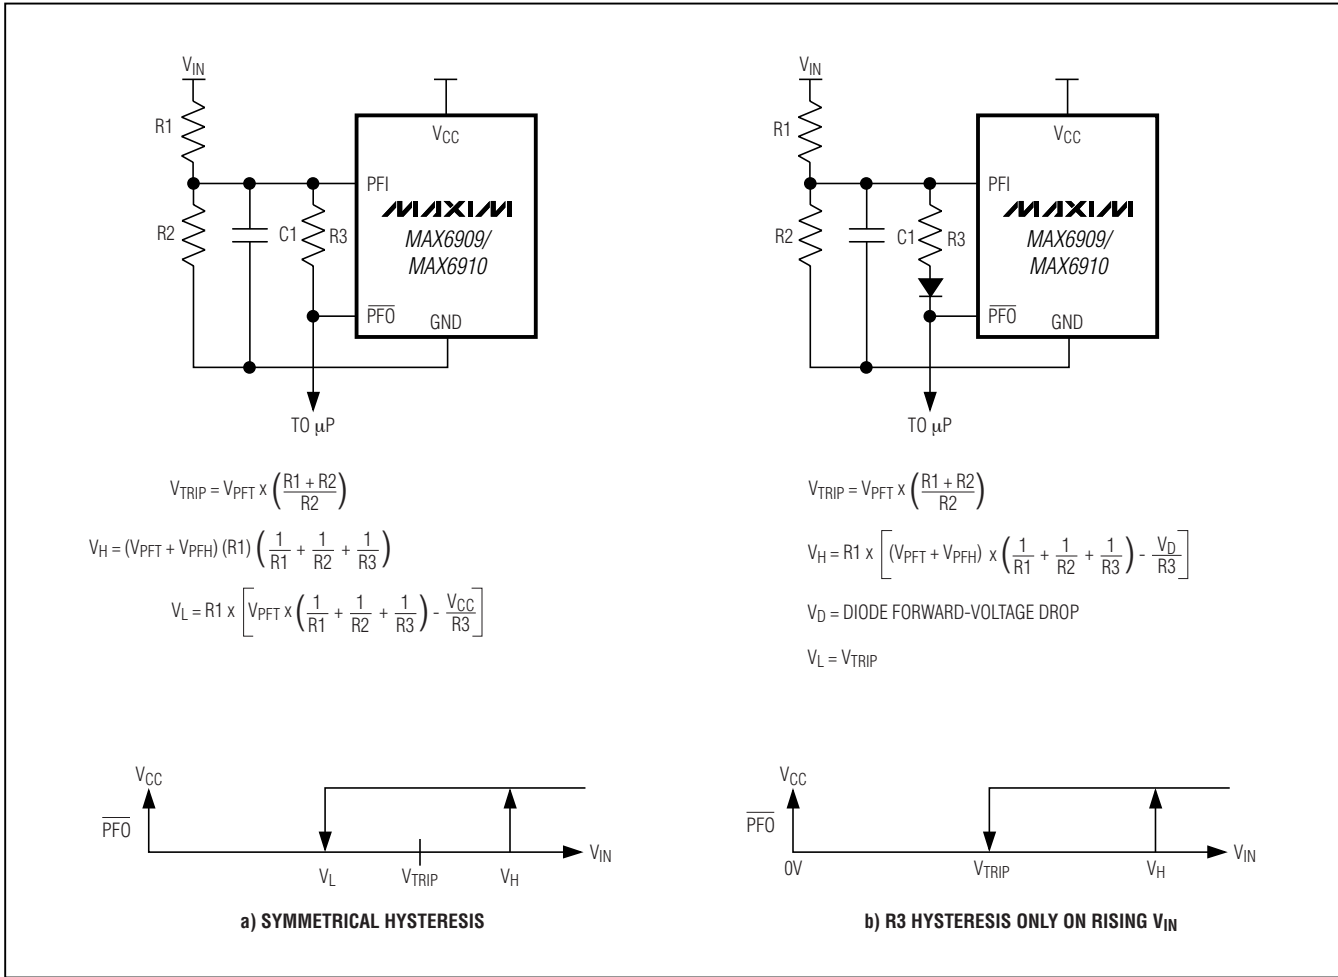 V_IN
R1
V_CC
PFI
MAXIM
R2
C1
R3
MAX6909/
MAX6910
P̅F̅O̅
GND
TO µP
V_TRIP = V_PFT x ((R1 + R2)/R2)
V_H = (V_PFT + V_PFH) (R1) (1/R1 + 1/R2 + 1/R3)
V_L = R1 x [V_PFT x (1/R1 + 1/R2 + 1/R3) - V_CC/R3]
V_CC
P̅F̅O̅
V_IN
V_L
V_TRIP
V_H
a) SYMMETRICAL HYSTERESIS
V_IN
R1
V_CC
PFI
MAXIM
R2
C1
R3
MAX6909/
MAX6910
P̅F̅O̅
GND
TO µP
V_TRIP = V_PFT x ((R1 + R2)/R2)
V_H = R1 x [(V_PFT + V_PFH) x (1/R1 + 1/R2 + 1/R3) - V_D/R3]
V_D = DIODE FORWARD-VOLTAGE DROP
V_L = V_TRIP
V_CC
P̅F̅O̅
0V
V_TRIP
V_H
V_IN
b) R3 HYSTERESIS ONLY ON RISING V_IN